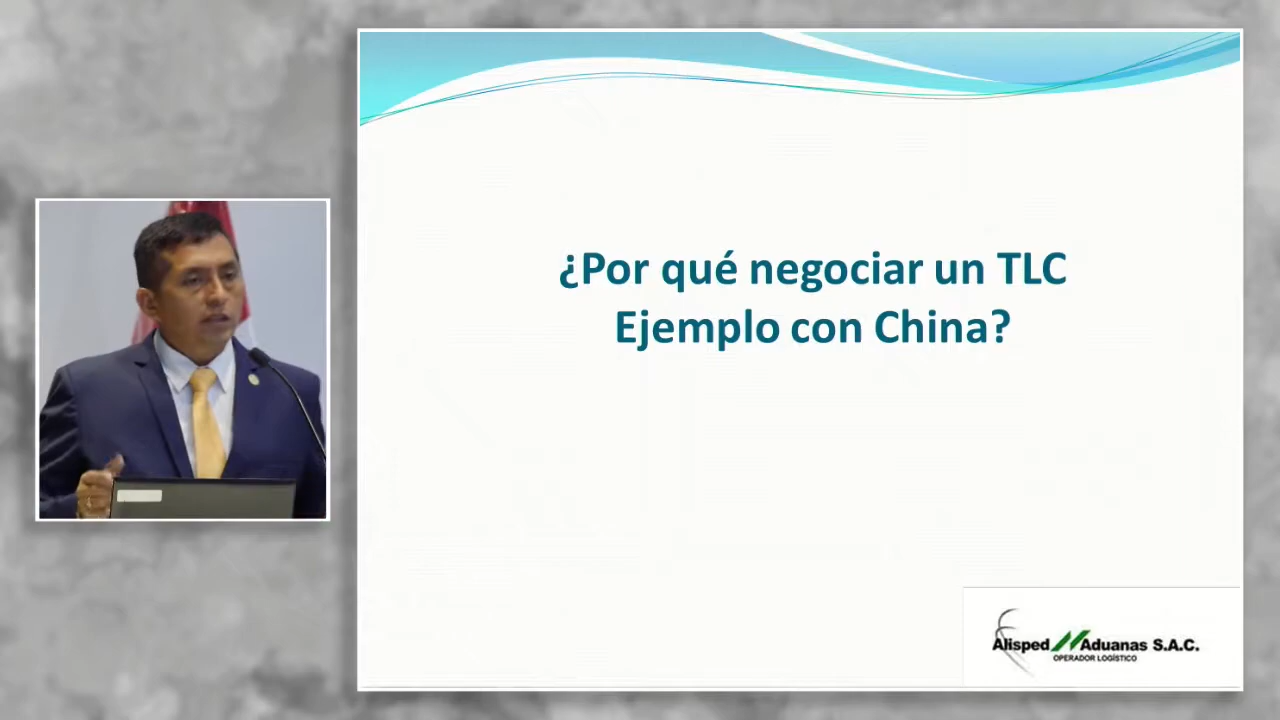 ¿Por qué negociar un TLC
Ejemplo con China?
Alisped Aduanas S.A.C.
OPERADOR LOGÍSTICO